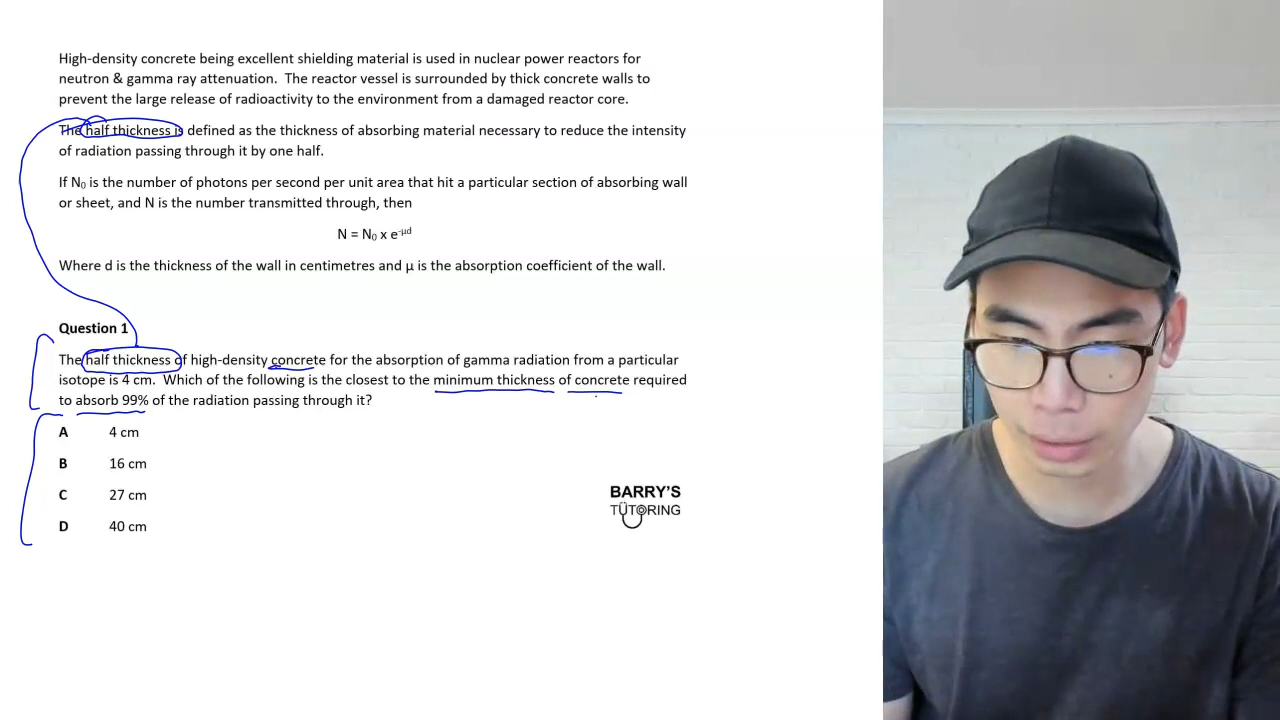 High-density concrete being excellent shielding material is used in nuclear power reactors for
neutron & gamma ray attenuation. The reactor vessel is surrounded by thick concrete walls to
prevent the large release of radioactivity to the environment from a damaged reactor core.
The half thickness is defined as the thickness of absorbing material necessary to reduce the intensity
of radiation passing through it by one half.
If N₀ is the number of photons per second per unit area that hit a particular section of absorbing wall
or sheet, and N is the number transmitted through, then
N = N₀ x e^-μd
Where d is the thickness of the wall in centimetres and μ is the absorption coefficient of the wall.
Question 1
The half thickness of high-density concrete for the absorption of gamma radiation from a particular
isotope is 4 cm. Which of the following is the closest to the minimum thickness of concrete required
to absorb 99% of the radiation passing through it?
A 4 cm
B 16 cm
C 27 cm
D 40 cm
BARRY'S
TÜTORING